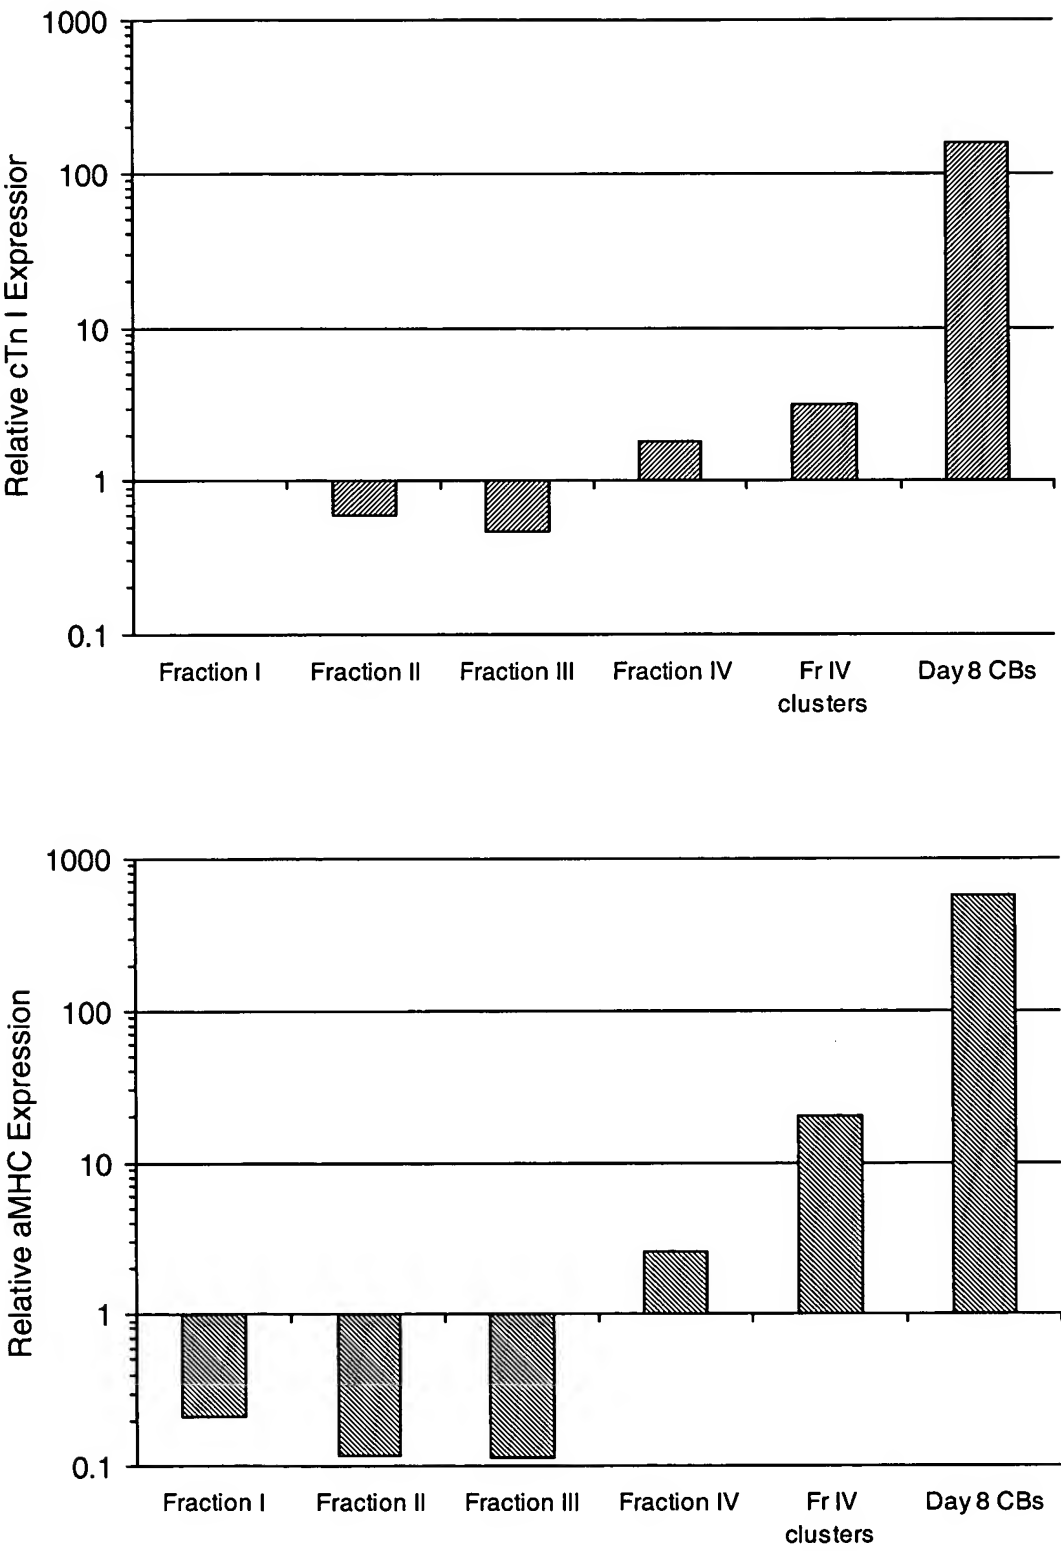 1000
100
10
1
0.1
Relative cTn I Expressior
Fraction I Fraction II Fraction III Fraction IV Fr IV clusters Day 8 CBs
1000
100
10
1
0.1
Relative aMHC Expression
Fraction I Fraction II Fraction III Fraction IV Fr IV clusters Day 8 CBs